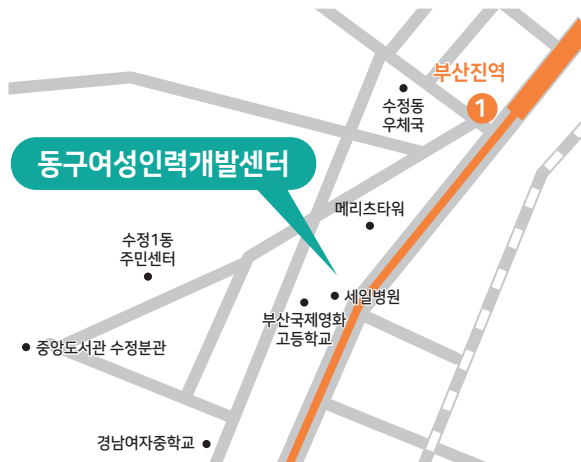 부산진역
1
수정동
우체국
동구여성인력개발센터
메리츠타워
수정1동
주민센터
세일병원
부산국제영화
고등학교
중앙도서관 수정분관
경남여자중학교